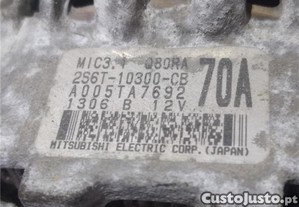 MIC3.4 Q80RA
2S6T-10300-CB
70A
A005TA7692
1306 B 12V
MITSUBISHI ELECTRIC CORP.(JAPAN)
CustoJusto.pt